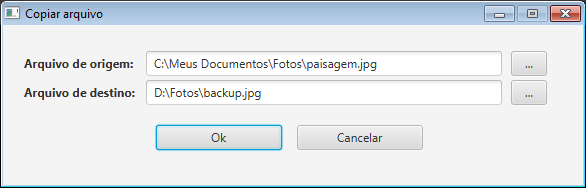 Copiar arquivo
Arquivo de origem: C:\Meus Documentos\Fotos\paisagem.jpg ...
Arquivo de destino: D:\Fotos\backup.jpg ...
Ok Cancelar